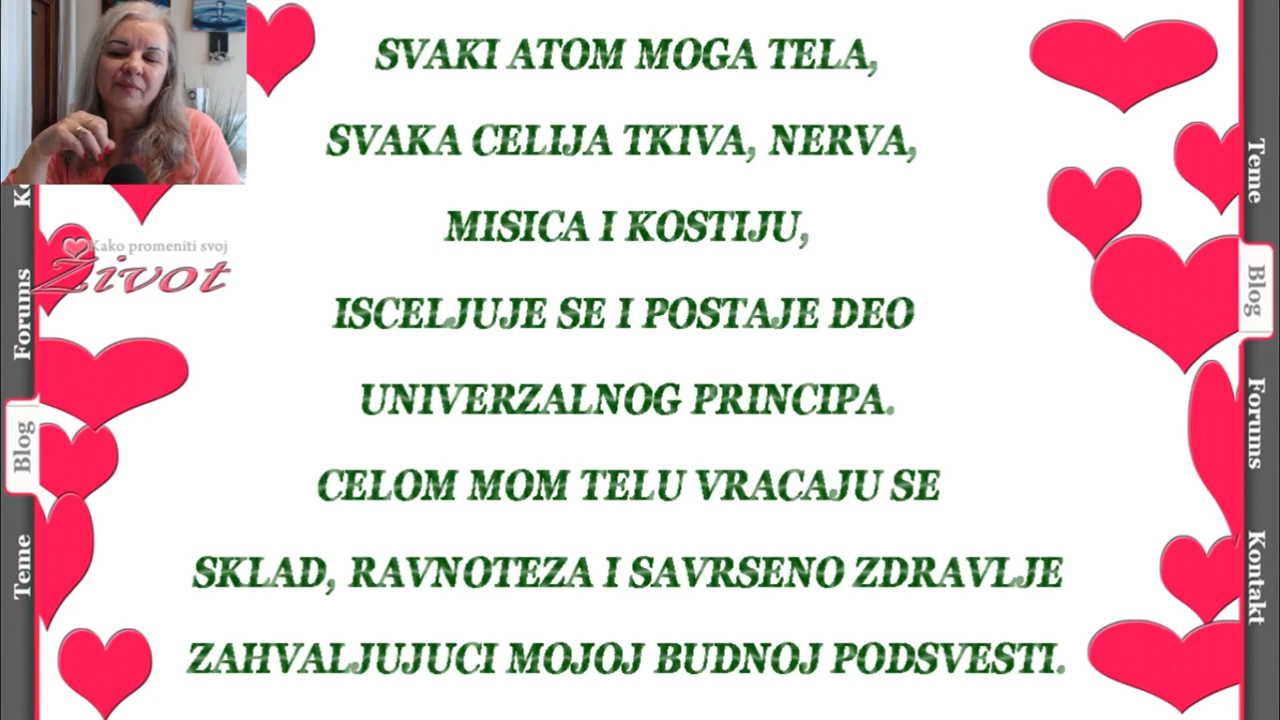 SVAKI ATOM MOGA TELA,
SVAKA CELIJA TKIVA, NERVA,
MISICA I KOSTIJU,
ISCELJUJE SE I POSTAJE DEO
UNIVERZALNOG PRINCIPA.
CELOM MOM TELU VRACAJU SE
SKLAD, RAVNOTEZA I SAVRSENO ZDRAVLJE
ZAHVALJUJUCI MOJOJ BUDNOJ PODSVESTI.
Kako promeniti svoj
Život
Forums
Blog
Teme
Teme
Blog
Forums
Kontakt